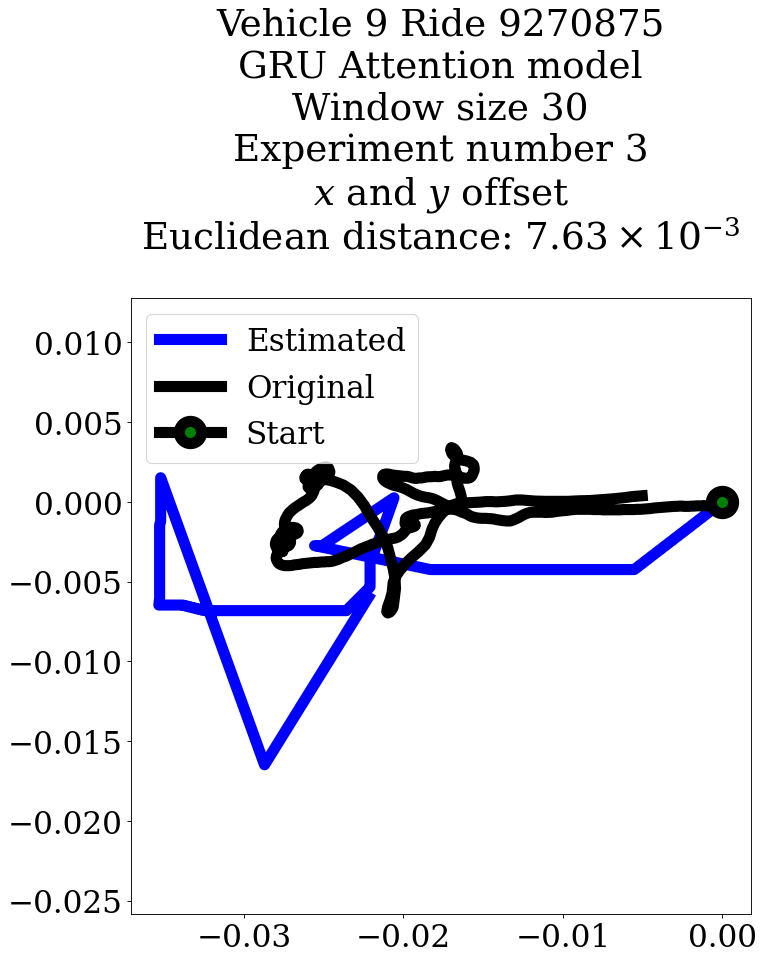 Vehicle 9 Ride 9270875
GRU Attention model
Window size 30
Experiment number 3
x and y offset
Euclidean distance: 7.63 × 10⁻³
Estimated
Original
Start
0.010
0.005
0.000
−0.005
−0.010
−0.015
−0.020
−0.025
−0.03 −0.02 −0.01 0.00